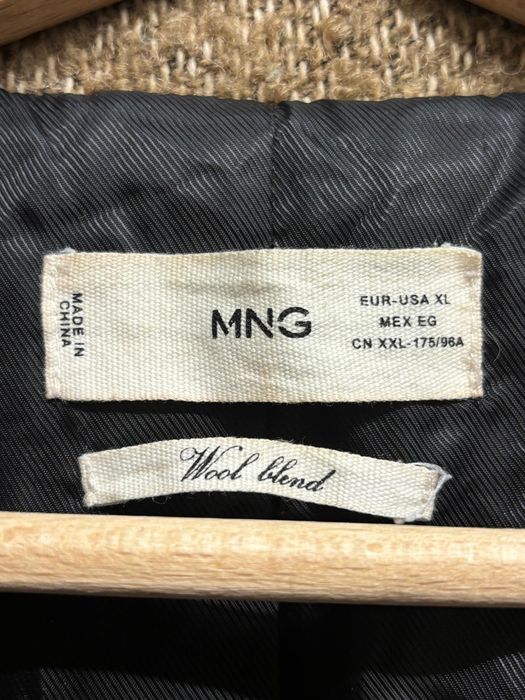 MADE IN
CHINA
MNG
EUR-USA XL
MEX EG
CN XXL-175/96A
Wool blend